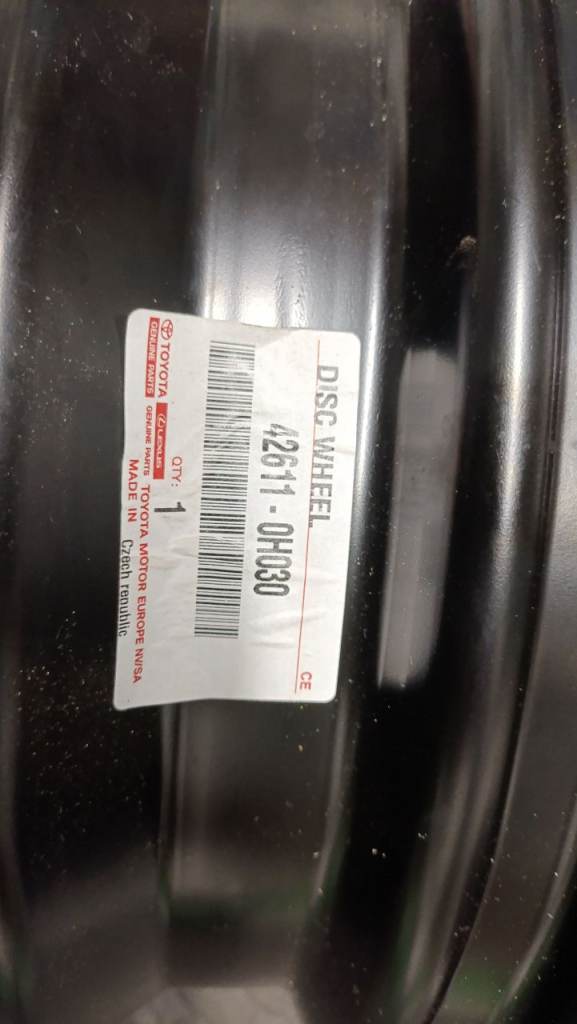 DISC WHEEL
CE
42611-0H030
QTY: 1
TOYOTA
GENUINE PARTS
LEXUS
GENUINE PARTS
TOYOTA MOTOR EUROPE NV/SA
MADE IN Czech republic